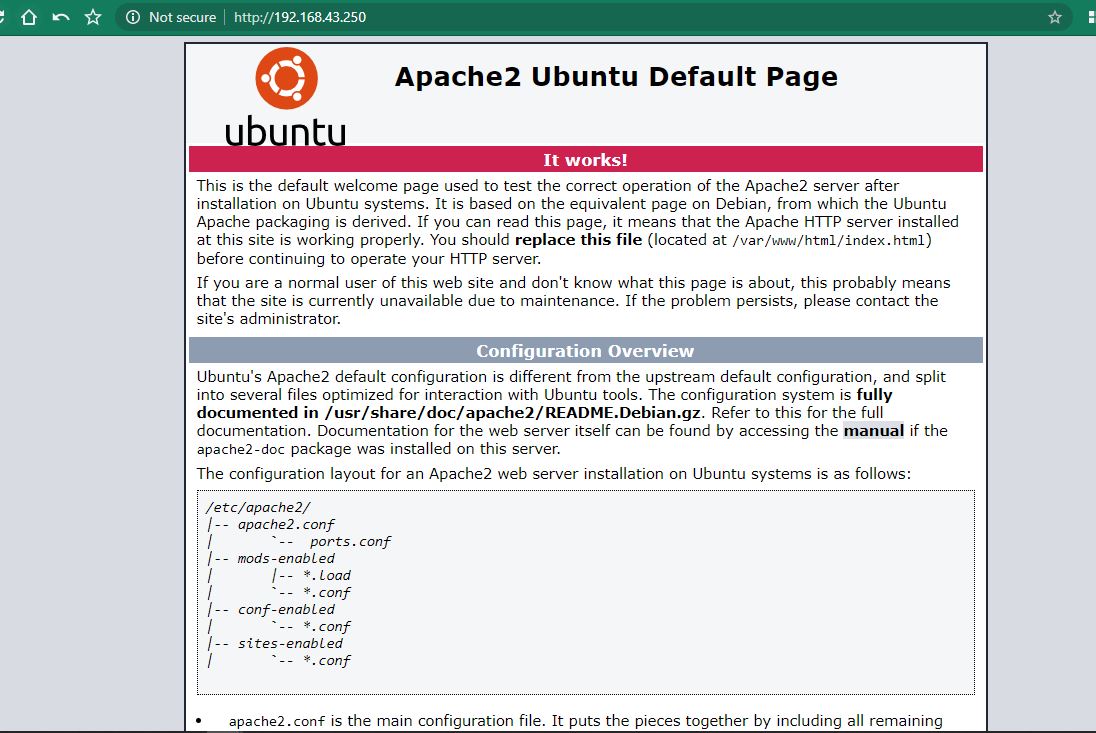 Not secure | http://192.168.43.250
Apache2 Ubuntu Default Page
ubuntu
It works!
This is the default welcome page used to test the correct operation of the Apache2 server after
installation on Ubuntu systems. It is based on the equivalent page on Debian, from which the Ubuntu
Apache packaging is derived. If you can read this page, it means that the Apache HTTP server installed
at this site is working properly. You should replace this file (located at /var/www/html/index.html)
before continuing to operate your HTTP server.
If you are a normal user of this web site and don't know what this page is about, this probably means
that the site is currently unavailable due to maintenance. If the problem persists, please contact the
site's administrator.
Configuration Overview
Ubuntu's Apache2 default configuration is different from the upstream default configuration, and split
into several files optimized for interaction with Ubuntu tools. The configuration system is fully
documented in /usr/share/doc/apache2/README.Debian.gz. Refer to this for the full
documentation. Documentation for the web server itself can be found by accessing the manual if the
apache2-doc package was installed on this server.
The configuration layout for an Apache2 web server installation on Ubuntu systems is as follows:
/etc/apache2/
|-- apache2.conf
|       `--  ports.conf
|-- mods-enabled
|       |-- *.load
|       `-- *.conf
|-- conf-enabled
|       `-- *.conf
|-- sites-enabled
|       `-- *.conf
• apache2.conf is the main configuration file. It puts the pieces together by including all remaining